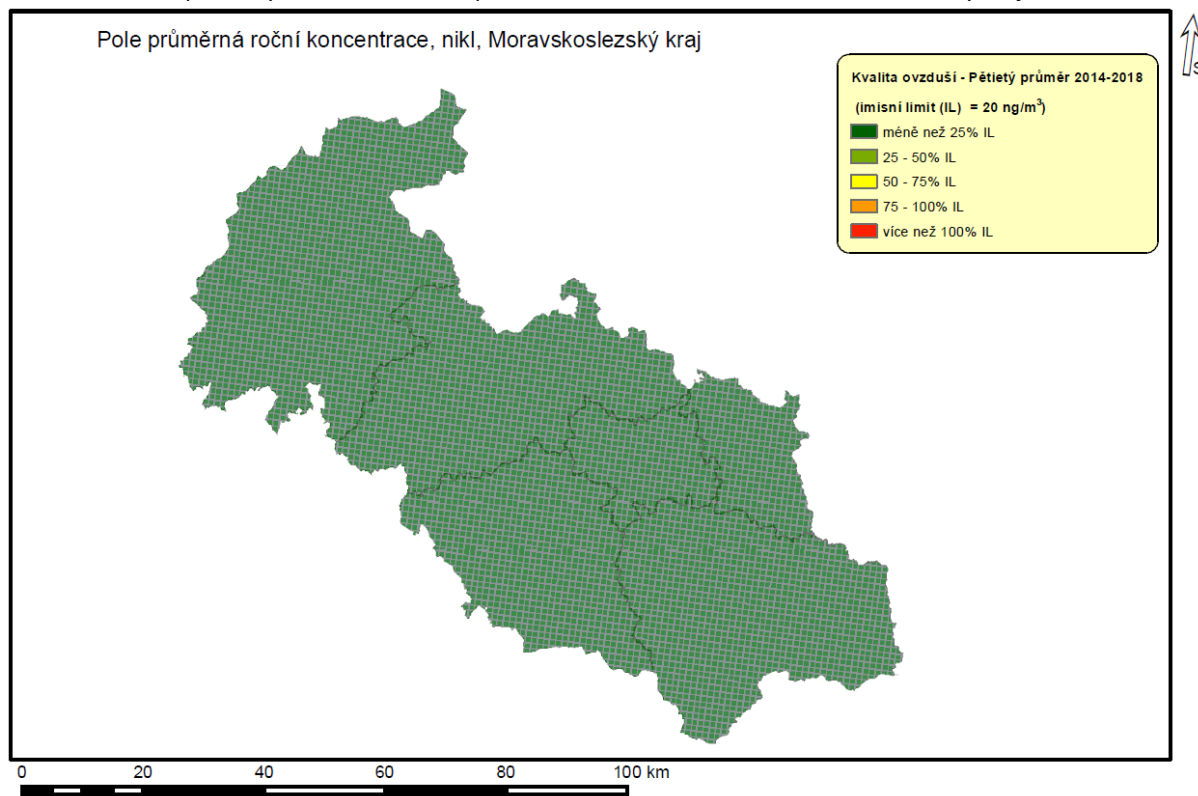 Pole průměrná roční koncentrace, nikl, Moravskoslezský kraj
Kvalita ovzduší - Pětiletý průměr 2014-2018
(imisní limit (IL) = 20 ng/m³)
méně než 25% IL
25 - 50% IL
50 - 75% IL
75 - 100% IL
více než 100% IL
S
0 20 40 60 80 100 km